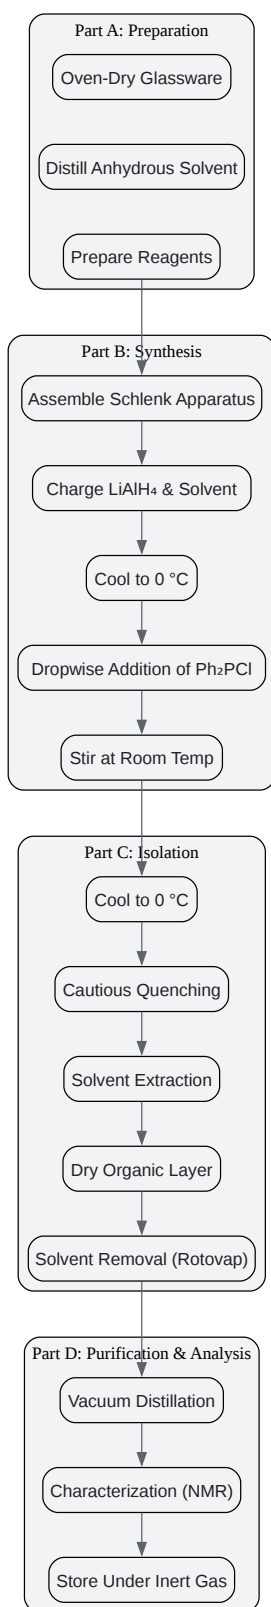 Part A: Preparation
Oven-Dry Glassware
Distill Anhydrous Solvent
Prepare Reagents
Part B: Synthesis
Assemble Schlenk Apparatus
Charge LiAlH₄ & Solvent
Cool to 0 °C
Dropwise Addition of Ph₂PCl
Stir at Room Temp
Part C: Isolation
Cool to 0 °C
Cautious Quenching
Solvent Extraction
Dry Organic Layer
Solvent Removal (Rotovap)
Part D: Purification & Analysis
Vacuum Distillation
Characterization (NMR)
Store Under Inert Gas